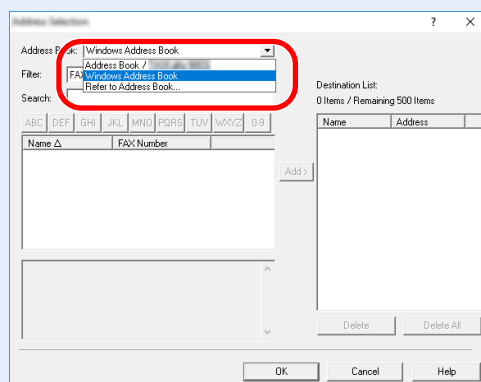 Address Selection
? ×
Address Book: Windows Address Book
Address Book /
Windows Address Book
Refer to Address Book...
Filter: FAX
Search:
Destination List:
0 Items / Remaining 500 Items
ABC DEF GHI JKL MNO PQRS TUV WXYZ 0-9
Name Δ FAX Number
Name Address
Add >
Delete Delete All
OK Cancel Help